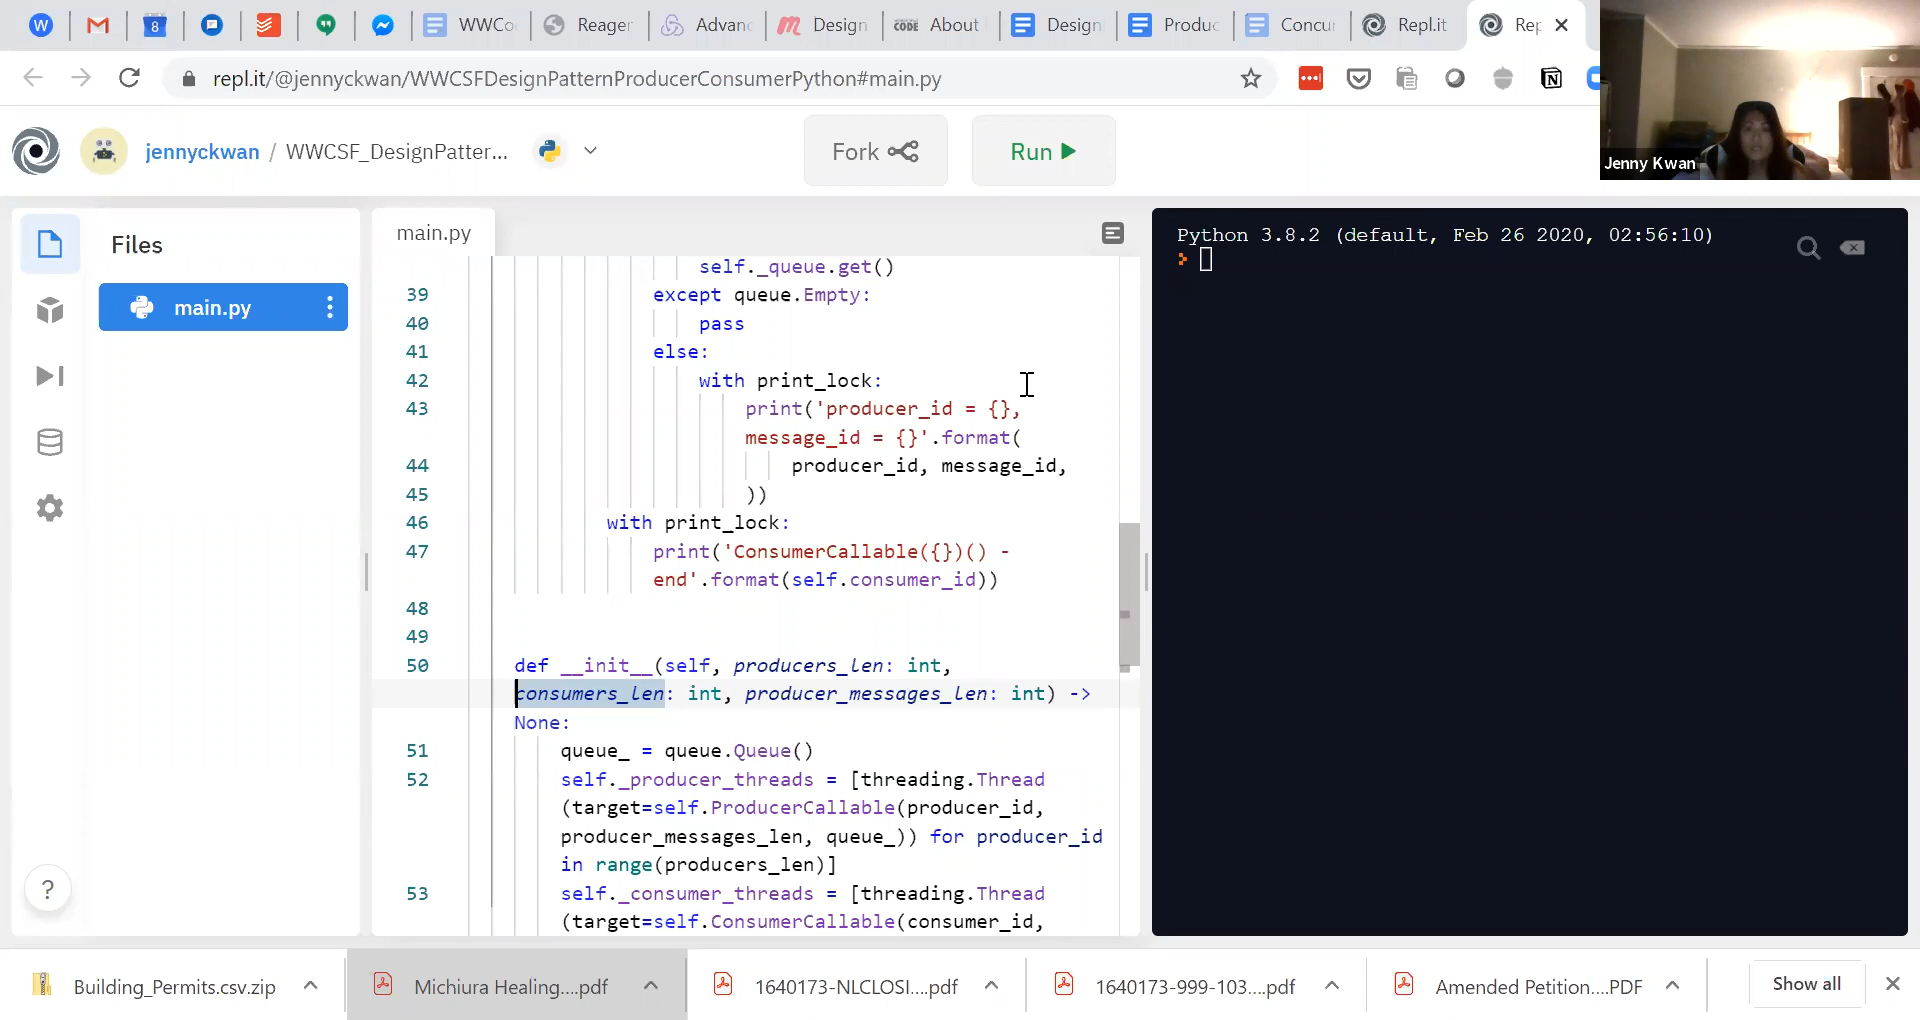 W
M
8
WWCo
Reager
Advan
Design
CODE
About
Design
Produc
Concur
Repl.it
Rep
repl.it/@jennyckwan/WWCSFDesignPatternProducerConsumerPython#main.py
N
Jenny Kwan
jennyckwan / WWCSF_DesignPatter...
Fork
Run
Files
main.py
main.py
self._queue.get()
39 except queue.Empty:
40 pass
41 else:
42 with print_lock:
43 print('producer_id = {},
message_id = {}'.format(
44 producer_id, message_id,
45 ))
46 with print_lock:
47 print('ConsumerCallable({})() -
end'.format(self.consumer_id))
48
49
50 def __init__(self, producers_len: int,
consumers_len: int, producer_messages_len: int) ->
None:
51 queue_ = queue.Queue()
52 self._producer_threads = [threading.Thread
(target=self.ProducerCallable(producer_id,
producer_messages_len, queue_)) for producer_id
in range(producers_len)]
53 self._consumer_threads = [threading.Thread
(target=self.ConsumerCallable(consumer_id,
Python 3.8.2 (default, Feb 26 2020, 02:56:10)
?
Building_Permits.csv.zip
Michiura Healing....pdf
1640173-NLCLOSI....pdf
1640173-999-103....pdf
Amended Petition....PDF
Show all